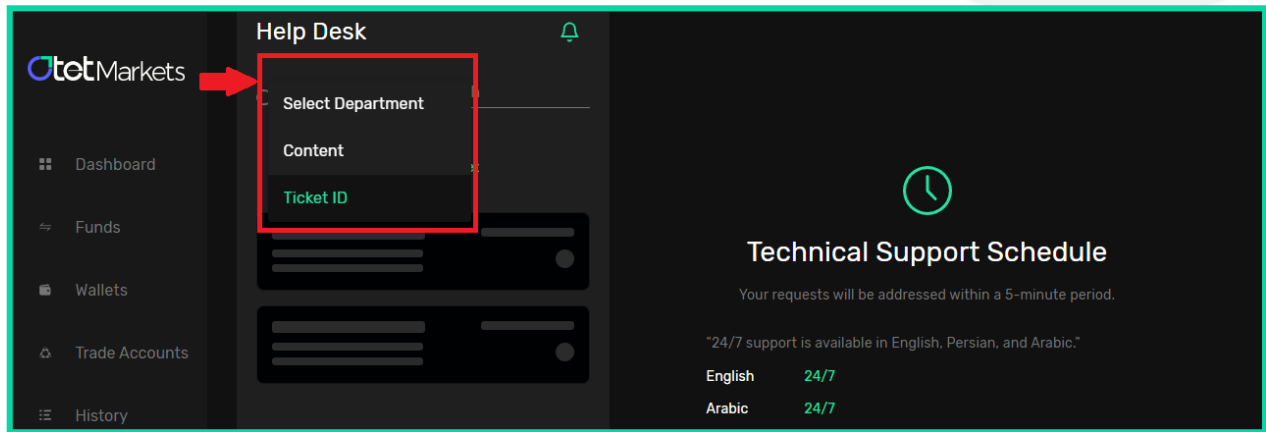 OtetMarkets
Dashboard
Funds
Wallets
Trade Accounts
History
Help Desk
Select Department
Content
Ticket ID
Technical Support Schedule
Your requests will be addressed within a 5-minute period.
"24/7 support is available in English, Persian, and Arabic."
English 24/7
Arabic 24/7